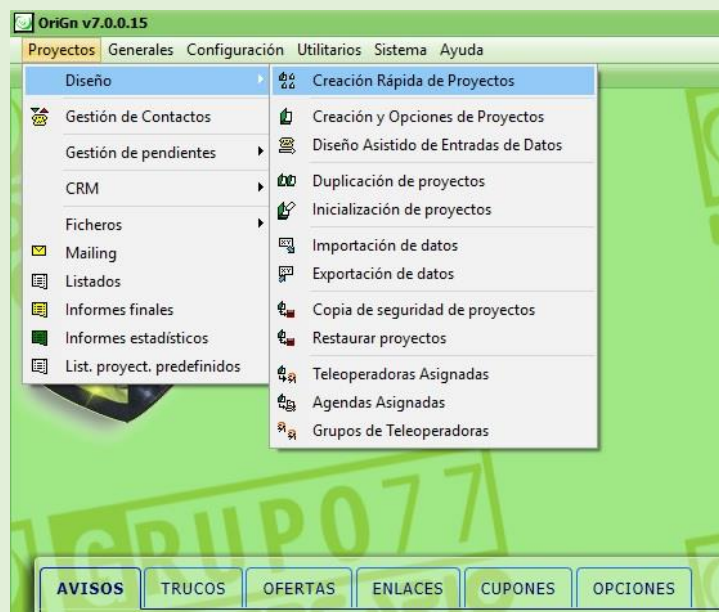 OriGn v7.0.0.15
Proyectos Generales Configuración Utilitarios Sistema Ayuda
Diseño
Gestión de Contactos
Gestión de pendientes
CRM
Ficheros
Mailing
Listados
Informes finales
Informes estadísticos
List. proyect. predefinidos
Creación Rápida de Proyectos
Creación y Opciones de Proyectos
Diseño Asistido de Entradas de Datos
Duplicación de proyectos
Inicialización de proyectos
Importación de datos
Exportación de datos
Copia de seguridad de proyectos
Restaurar proyectos
Teleoperadoras Asignadas
Agendas Asignadas
Grupos de Teleoperadoras
GRUPO77
AVISOS TRUCOS OFERTAS ENLACES CUPONES OPCIONES